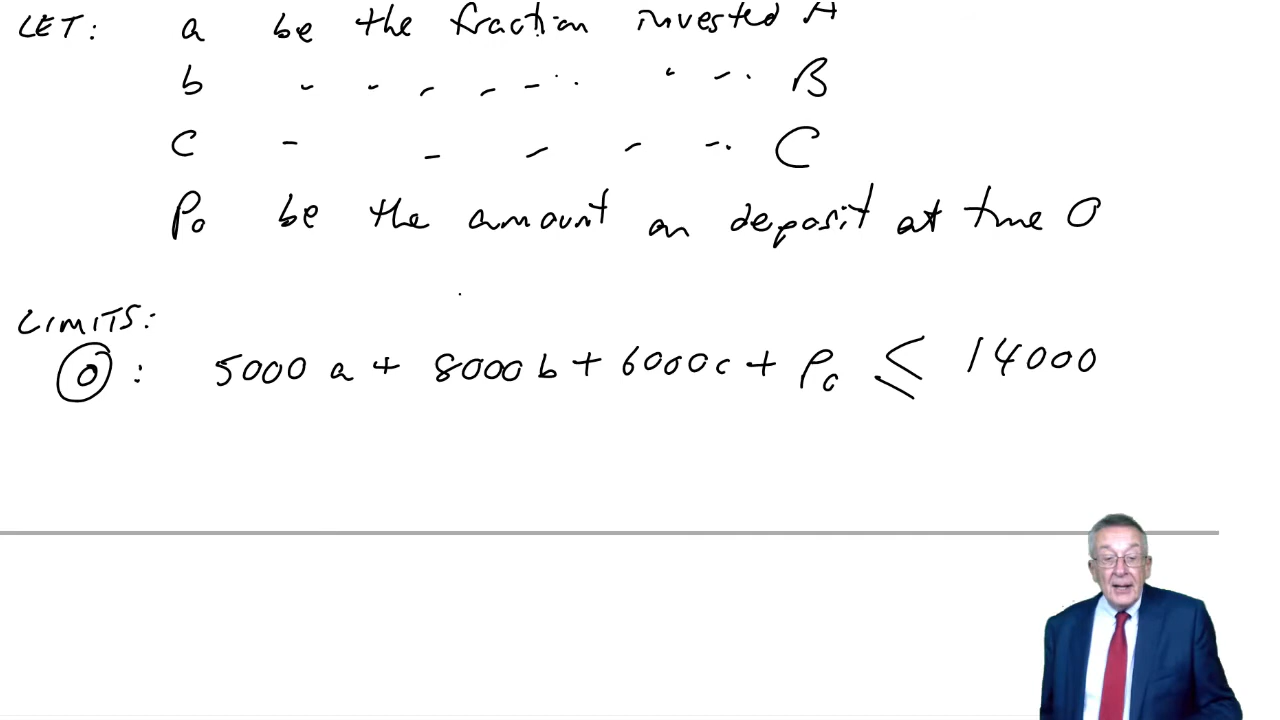 LET: a be the fraction invested A
b - - - - - - - - - B
c - - - - - - C
P₀ be the amount on deposit at time 0
LIMITS:
⓪: 5000 a + 8000 b + 6000 c + P₀ ≤ 14000